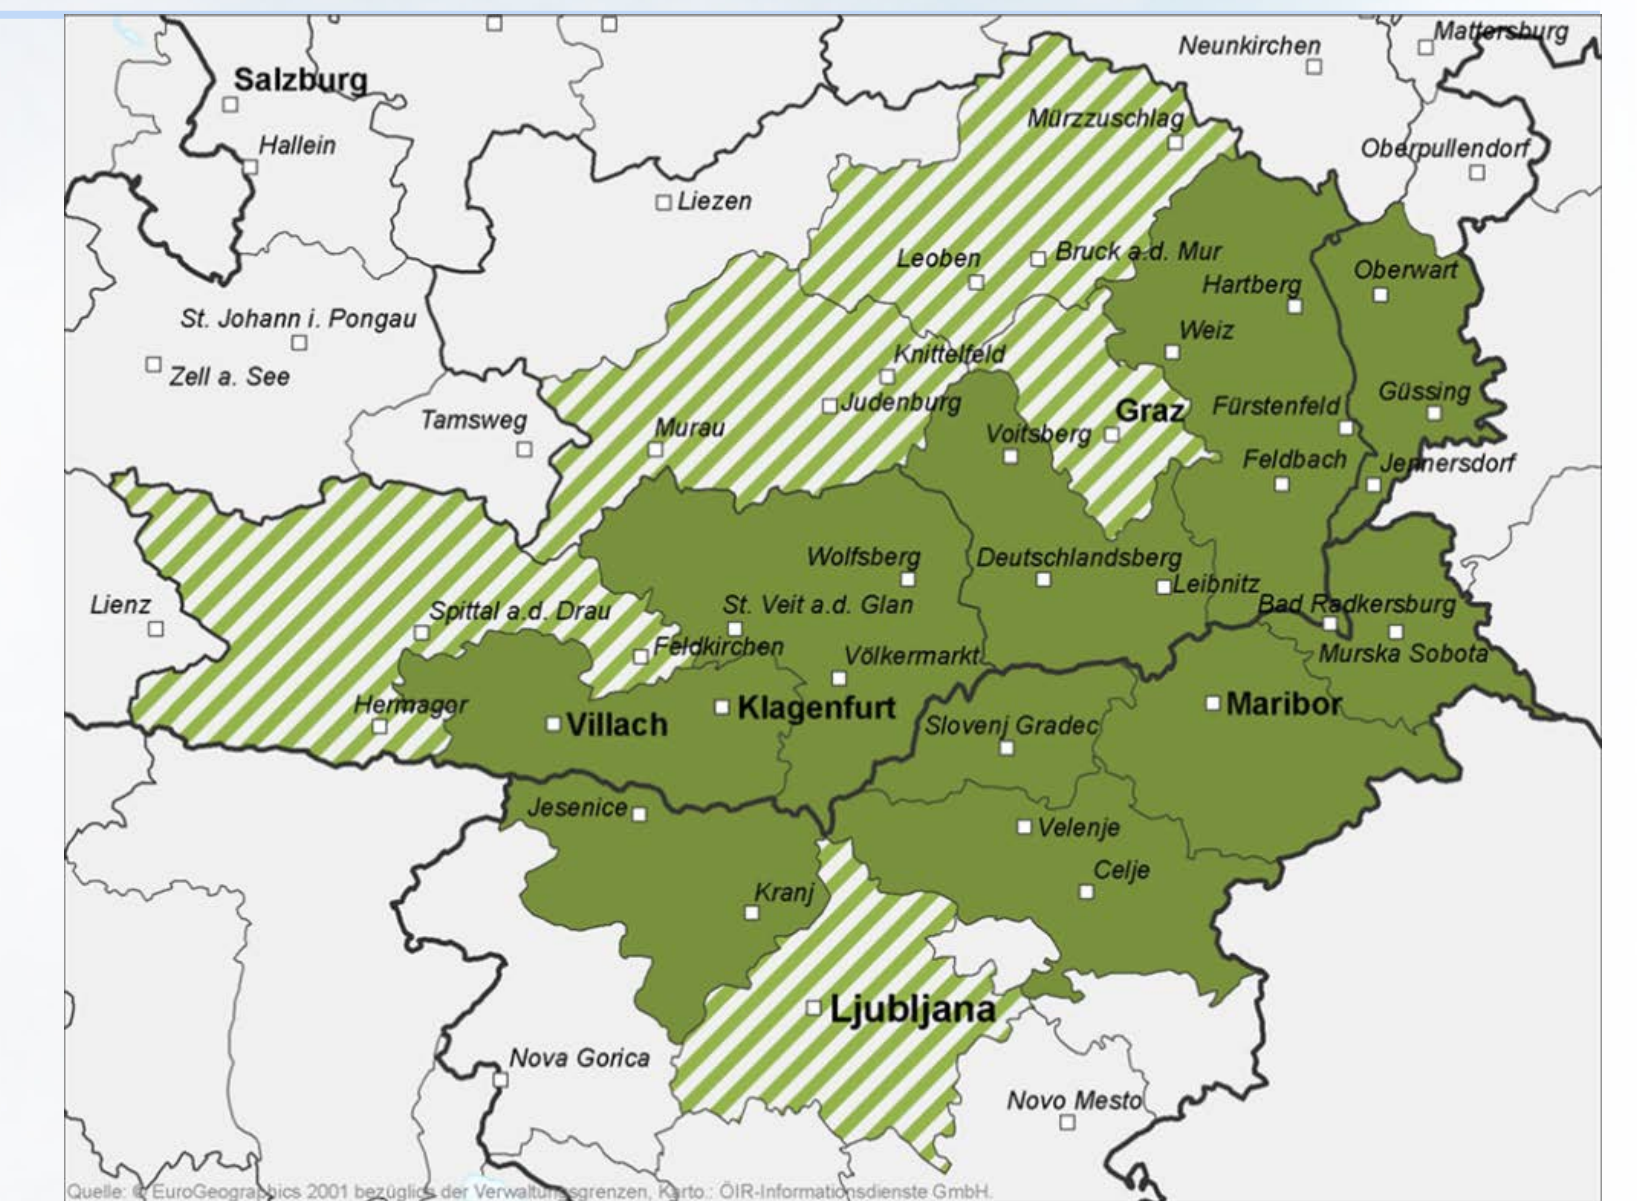 Mattersburg
Neunkirchen
Salzburg
Mürzzuschlag
Hallein
Oberpullendorf
Liezen
Bruck a.d. Mur
Leoben
Oberwart
Hartberg
St. Johann i. Pongau
Weiz
Knittelfeld
Zell a. See
Güssing
Judenburg
Fürstenfeld
Graz
Tamsweg
Murau
Voitsberg
Feldbach
Jennersdorf
Wolfsberg
Deutschlandsberg
Leibnitz
Lienz
Spittal a.d. Drau
St. Veit a.d. Glan
Bad Radkersburg
Feldkirchen
Völkermarkt
Murska Sobota
Hermagor
Klagenfurt
Maribor
Villach
Slovenj Gradec
Jesenice
Velenje
Celje
Kranj
Ljubljana
Nova Gorica
Novo Mesto
Quelle: © EuroGeographics 2001 bezüglich der Verwaltungsgrenzen, Karto.: ÖIR-Informationsdienste GmbH.